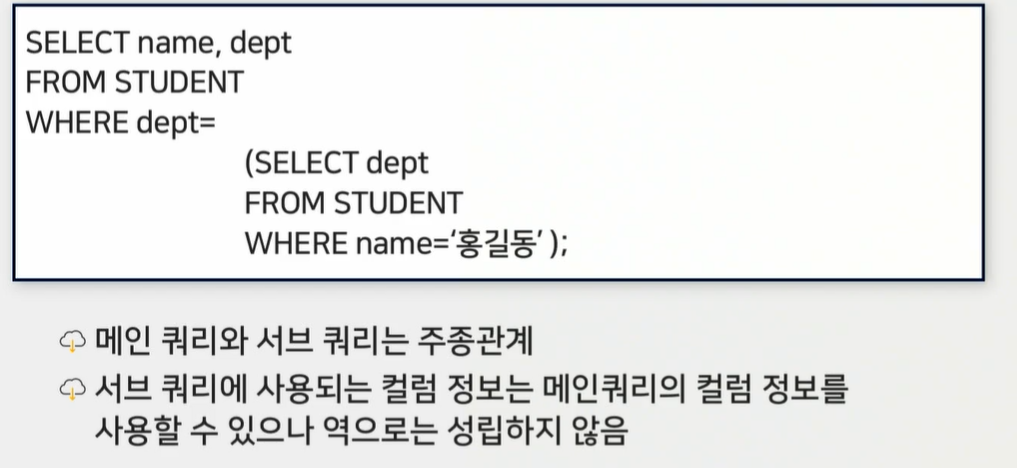 SELECT name, dept
FROM STUDENT
WHERE dept=
(SELECT dept
FROM STUDENT
WHERE name=‘홍길동’ );
메인 쿼리와 서브 쿼리는 주종관계
서브 쿼리에 사용되는 컬럼 정보는 메인쿼리의 컬럼 정보를
사용할 수 있으나 역으로는 성립하지 않음